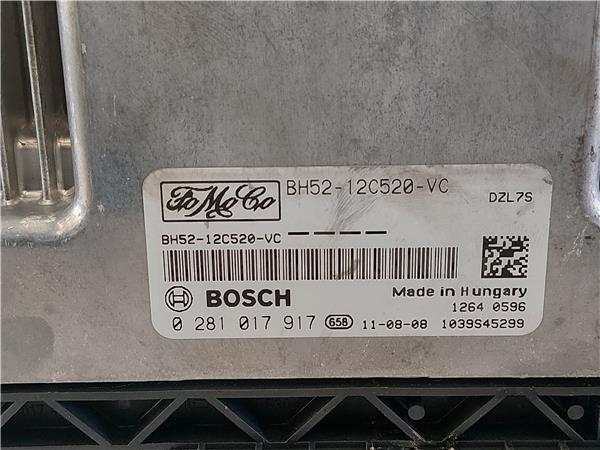 FoMoCo BH52-12C520-VC DZL7S
BH52-12C520-VC ————
BOSCH Made in Hungary
1264 0596
0 281 017 917 658 11-08-08 1039S45299